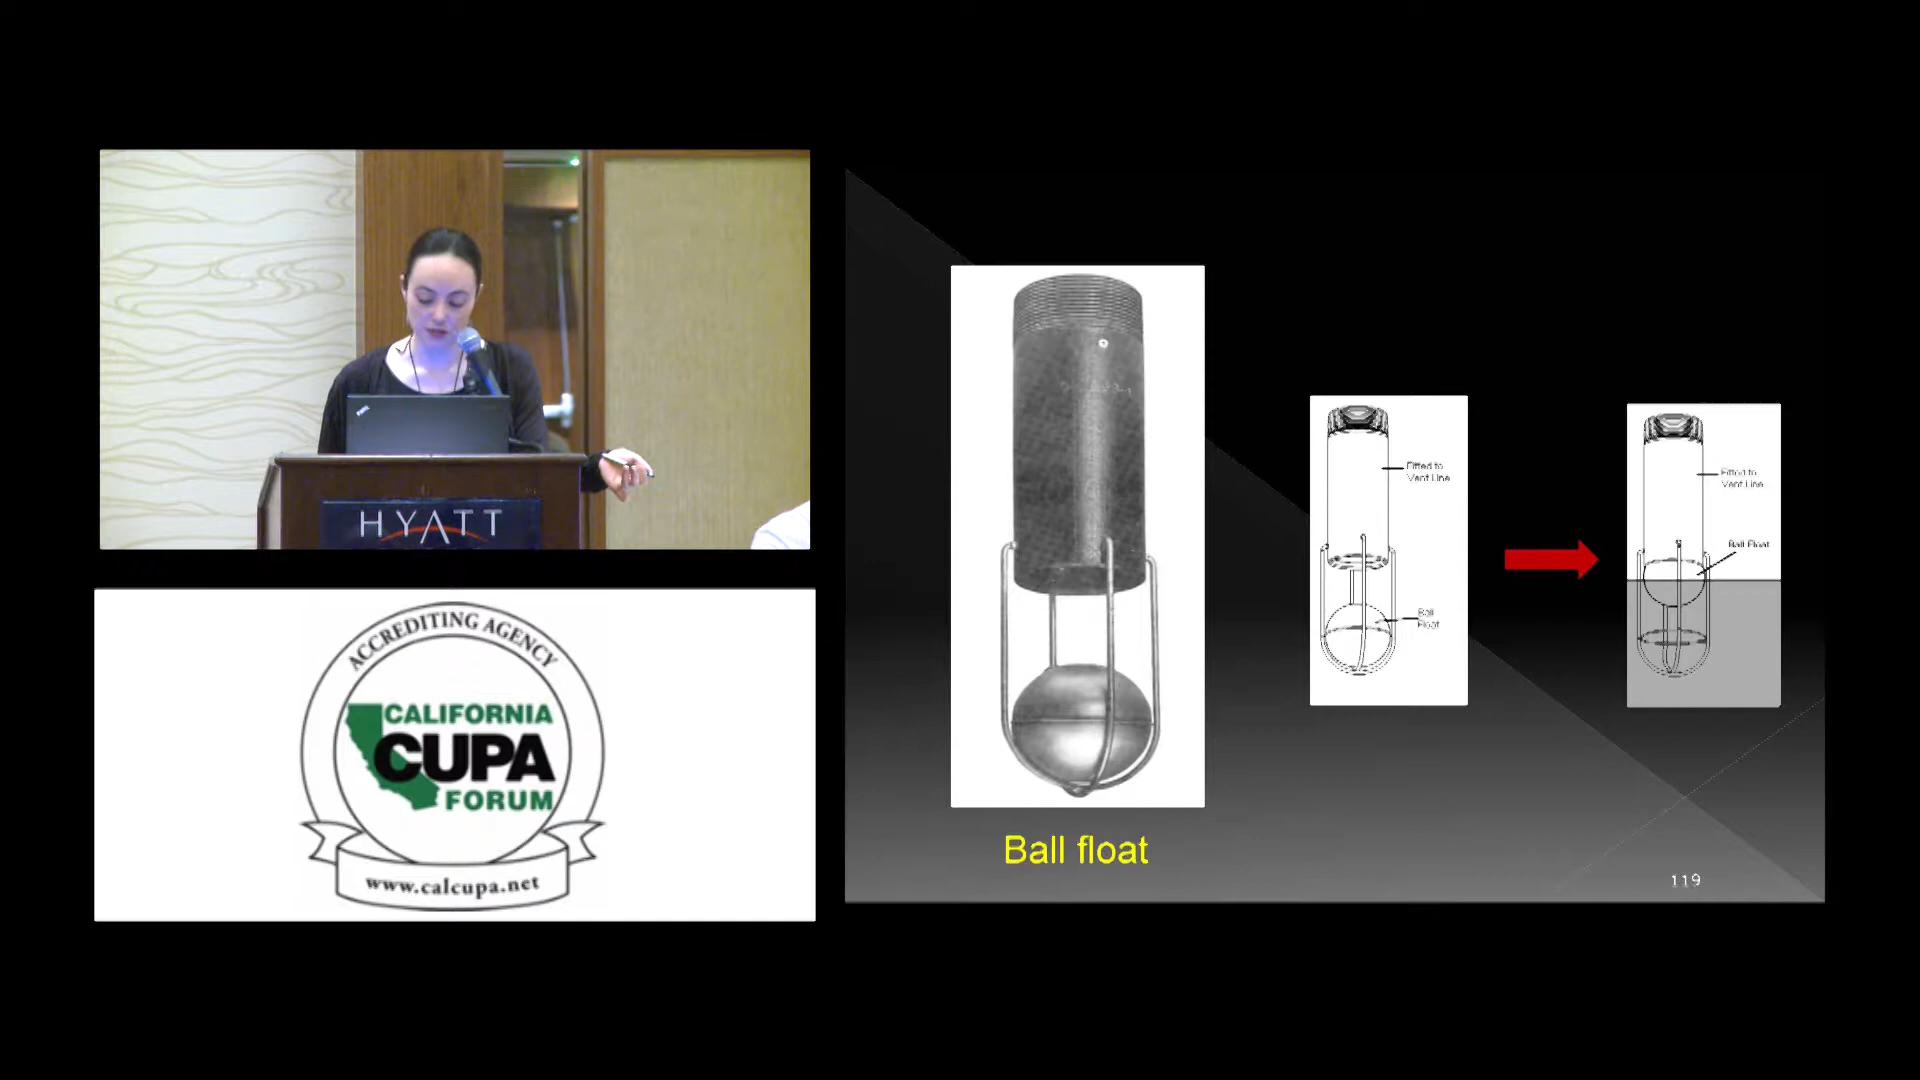 HYATT
ACCREDITING AGENCY
CALIFORNIA
CUPA
FORUM
www.calcupa.net
Ball float
Fitted to
Vent Line
Ball
Float
Fitted to
Vent Line
Ball Float
119